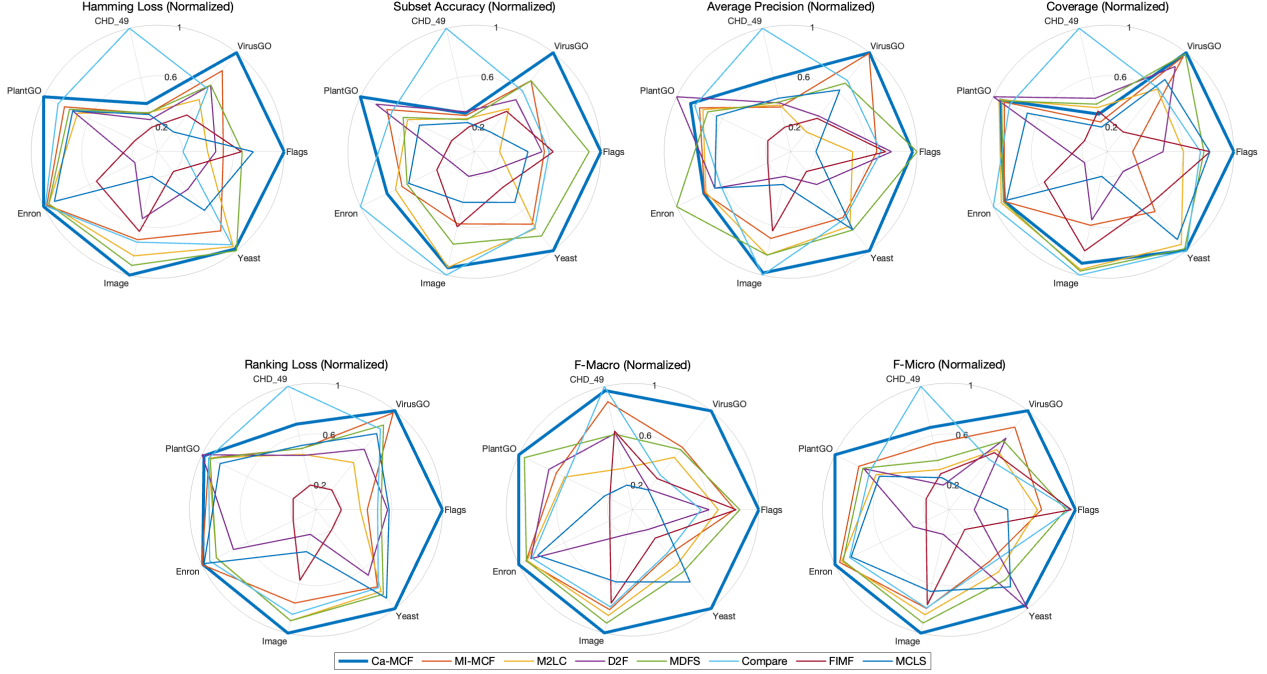 Hamming Loss (Normalized)
CHD_49
1
VirusGO
0.6
PlantGO
0.2
Flags
Enron
Yeast
Image
Subset Accuracy (Normalized)
CHD_49
1
VirusGO
0.6
PlantGO
0.2
Flags
Enron
Yeast
Image
Average Precision (Normalized)
CHD_49
1
VirusGO
0.6
PlantGO
0.2
Flags
Enron
Yeast
Image
Coverage (Normalized)
CHD_49
1
VirusGO
0.6
PlantGO
0.2
Flags
Enron
Yeast
Image
Ranking Loss (Normalized)
CHD_49
1
VirusGO
0.6
PlantGO
0.2
Flags
Enron
Yeast
Image
F-Macro (Normalized)
CHD_49
1
VirusGO
0.6
PlantGO
0.2
Flags
Enron
Yeast
Image
F-Micro (Normalized)
CHD_49
1
VirusGO
0.6
PlantGO
0.2
Flags
Enron
Yeast
Image
Ca-MCF MI-MCF M2LC D2F MDFS Compare FIMF MCLS